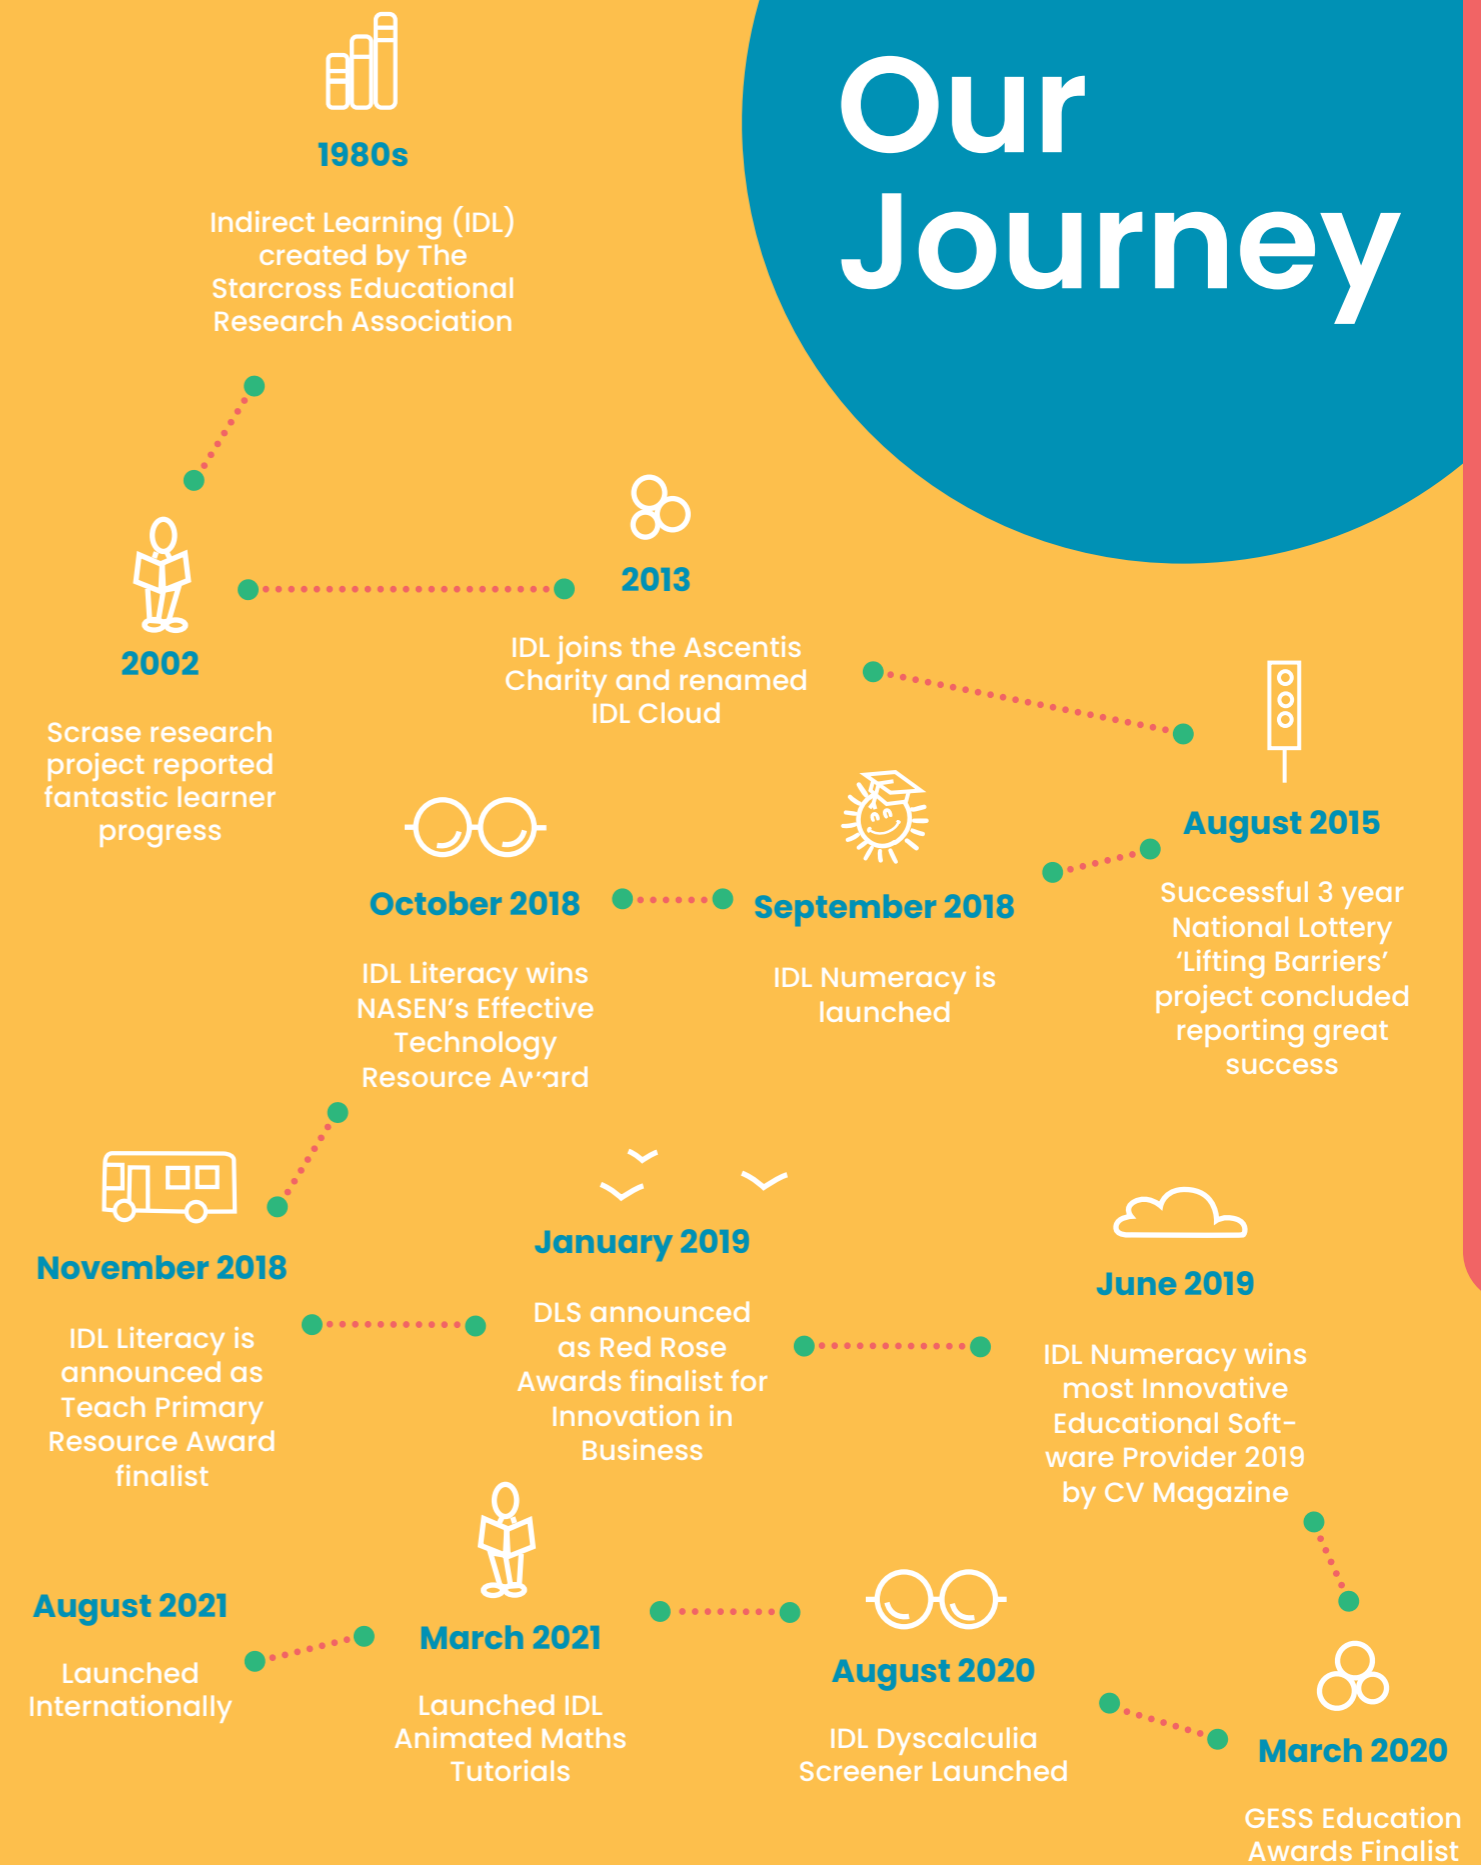 Our
Journey
1980s
Indirect Learning (IDL)
created by The
Starcross Educational
Research Association
2002
Scrase research
project reported
fantastic learner
progress
2013
IDL joins the Ascentis
Charity and renamed
IDL Cloud
August 2015
Successful 3 year
National Lottery
‘Lifting Barriers’
project concluded
reporting great
success
September 2018
IDL Numeracy is
launched
October 2018
IDL Literacy wins
NASEN’s Effective
Technology
Resource Award
November 2018
IDL Literacy is
announced as
Teach Primary
Resource Award
finalist
January 2019
DLS announced
as Red Rose
Awards finalist for
Innovation in
Business
June 2019
IDL Numeracy wins
most Innovative
Educational Soft-
ware Provider 2019
by CV Magazine
March 2020
GESS Education
Awards Finalist
August 2020
IDL Dyscalculia
Screener Launched
March 2021
Launched IDL
Animated Maths
Tutorials
August 2021
Launched
Internationally